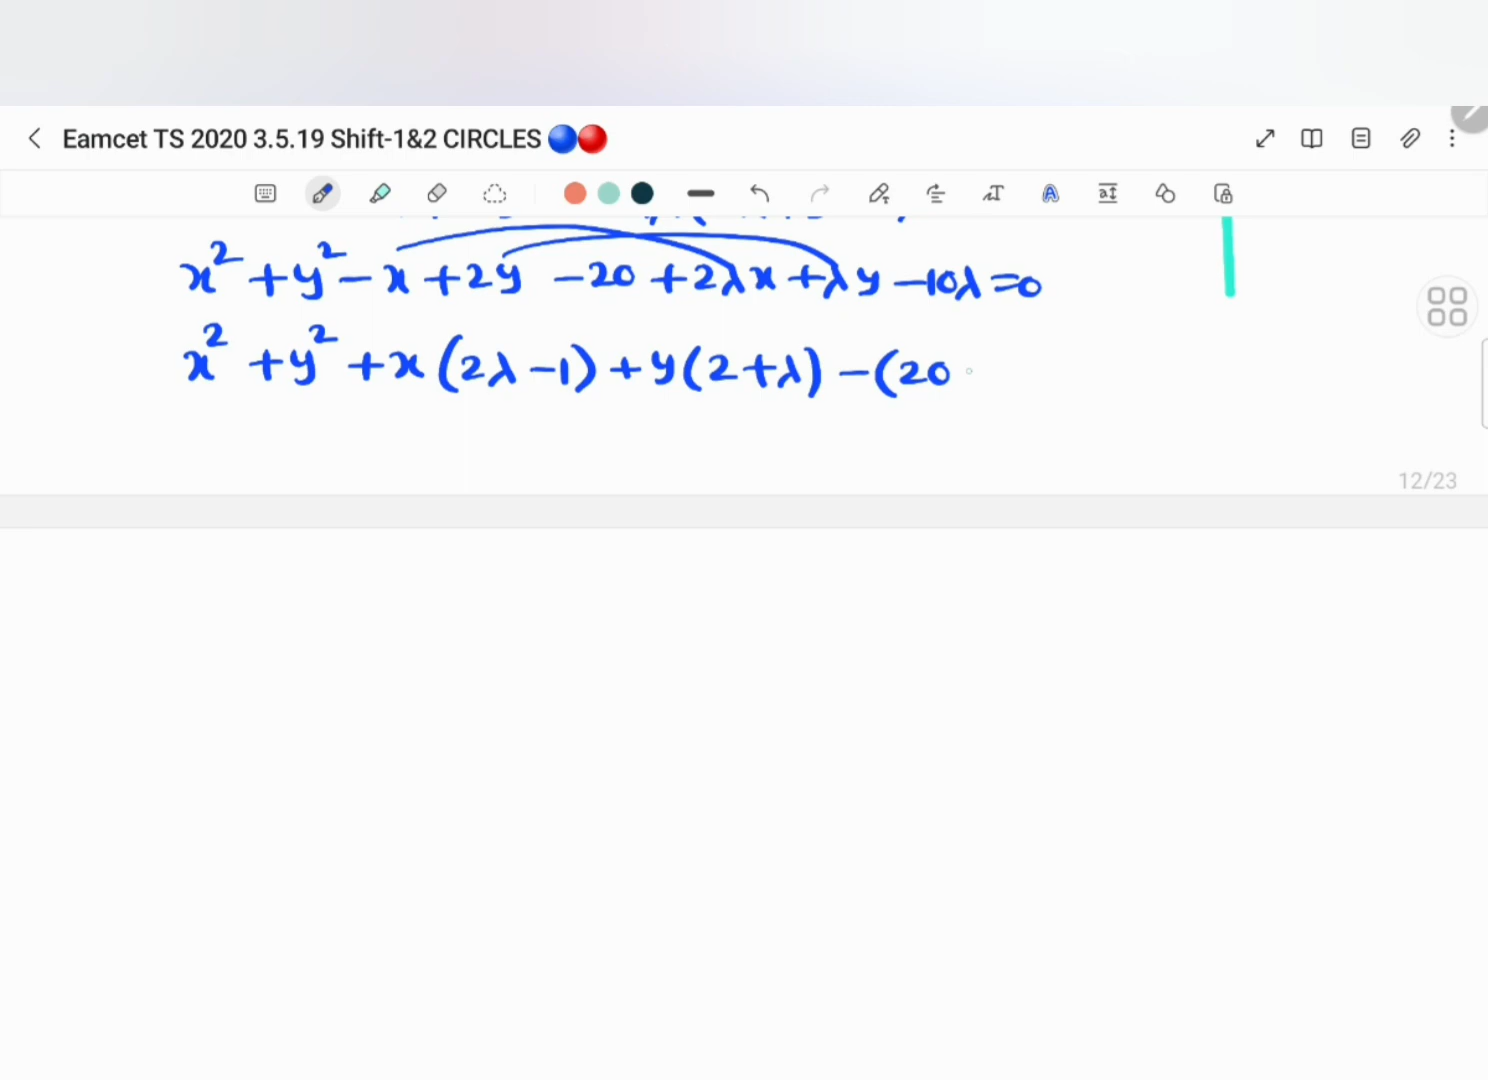 Eamcet TS 2020 3.5.19 Shift-1&2 CIRCLES 🔵🔴
x² + y² - x + 2y - 20 + 2λx + λy - 10λ = 0
x² + y² + x (2λ - 1) + y (2 + λ) - (20
12/23